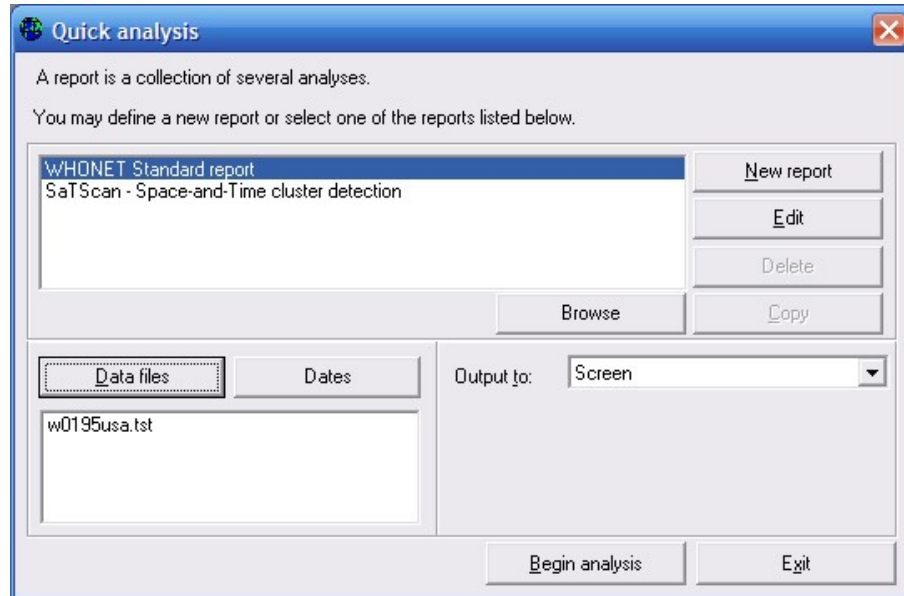 Quick analysis
A report is a collection of several analyses.
You may define a new report or select one of the reports listed below.
WHONET Standard report
SaTScan - Space-and-Time cluster detection
New report
Edit
Delete
Browse
Copy
Data files
Dates
Output to:
Screen
w0195usa.tst
Begin analysis
Exit